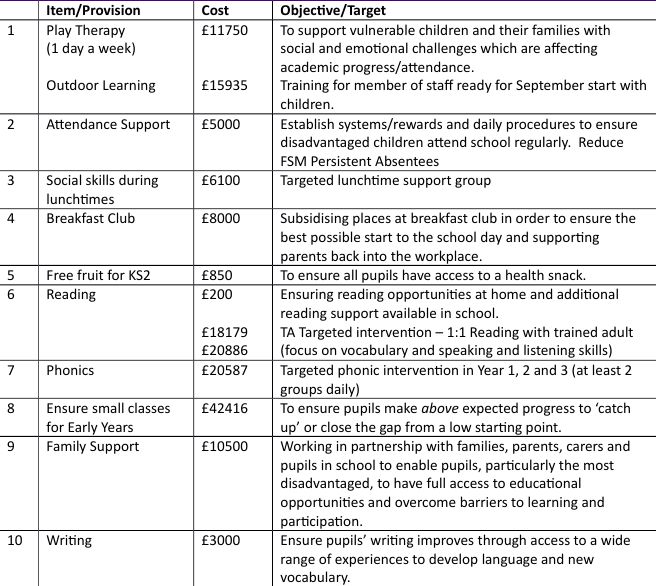 Item/Provision Cost Objective/Target
1 Play Therapy £11750 To support vulnerable children and their families with
(1 day a week) social and emotional challenges which are affecting
academic progress/attendance.
Outdoor Learning £15935 Training for member of staff ready for September start with
children.
2 Attendance Support £5000 Establish systems/rewards and daily procedures to ensure
disadvantaged children attend school regularly.  Reduce
FSM Persistent Absentees
3 Social skills during £6100 Targeted lunchtime support group
lunchtimes
4 Breakfast Club £8000 Subsidising places at breakfast club in order to ensure the
best possible start to the school day and supporting
parents back into the workplace.
5 Free fruit for KS2 £850 To ensure all pupils have access to a health snack.
6 Reading £200 Ensuring reading opportunities at home and additional
reading support available in school.
£18179 TA Targeted intervention – 1:1 Reading with trained adult
£20886 (focus on vocabulary and speaking and listening skills)
7 Phonics £20587 Targeted phonic intervention in Year 1, 2 and 3 (at least 2
groups daily)
8 Ensure small classes £42416 To ensure pupils make above expected progress to ‘catch
for Early Years up’ or close the gap from a low starting point.
9 Family Support £10500 Working in partnership with families, parents, carers and
pupils in school to enable pupils, particularly the most
disadvantaged, to have full access to educational
opportunities and overcome barriers to learning and
participation.
10 Writing £3000 Ensure pupils’ writing improves through access to a wide
range of experiences to develop language and new
vocabulary.